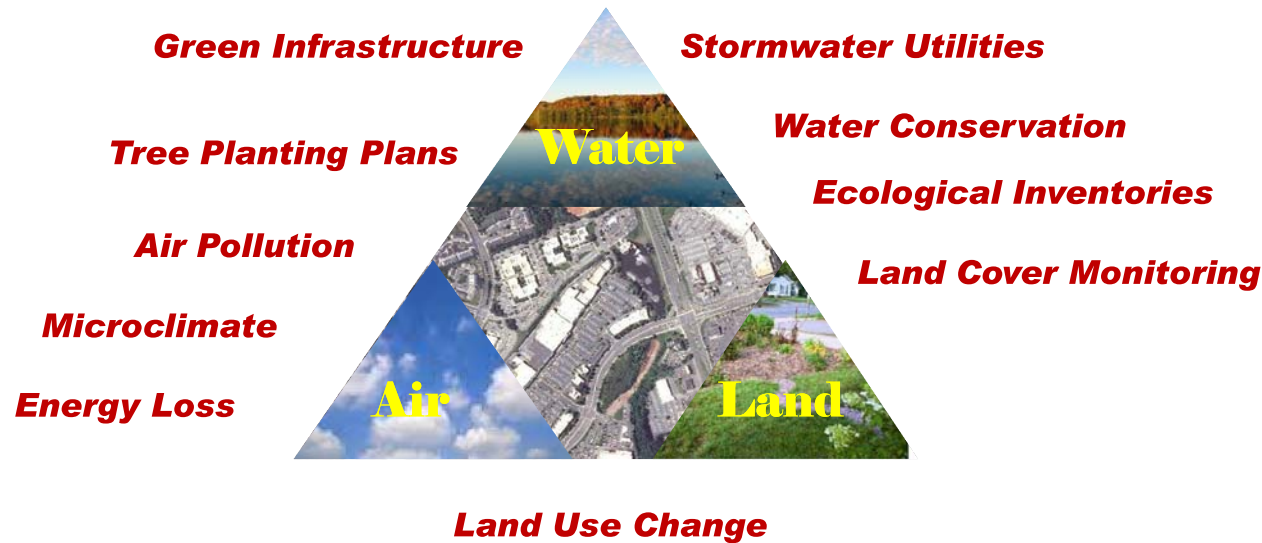 Green Infrastructure
Stormwater Utilities
Water Conservation
Water
Tree Planting Plans
Ecological Inventories
Air Pollution
Land Cover Monitoring
Microclimate
Energy Loss
Air
Land
Land Use Change